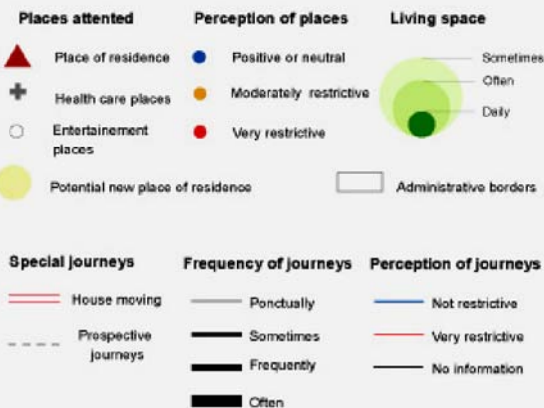 Places attented
Place of residence
Health care places
Entertainement
places
Perception of places
Positive or neutral
Moderately restrictive
Very restrictive
Living space
Sometimes
Often
Daily
Potential new place of residence
Administrative borders
Special journeys
House moving
Prospective
journeys
Frequency of journeys
Ponctually
Sometimes
Frequently
Often
Perception of journeys
Not restrictive
Very restrictive
No information